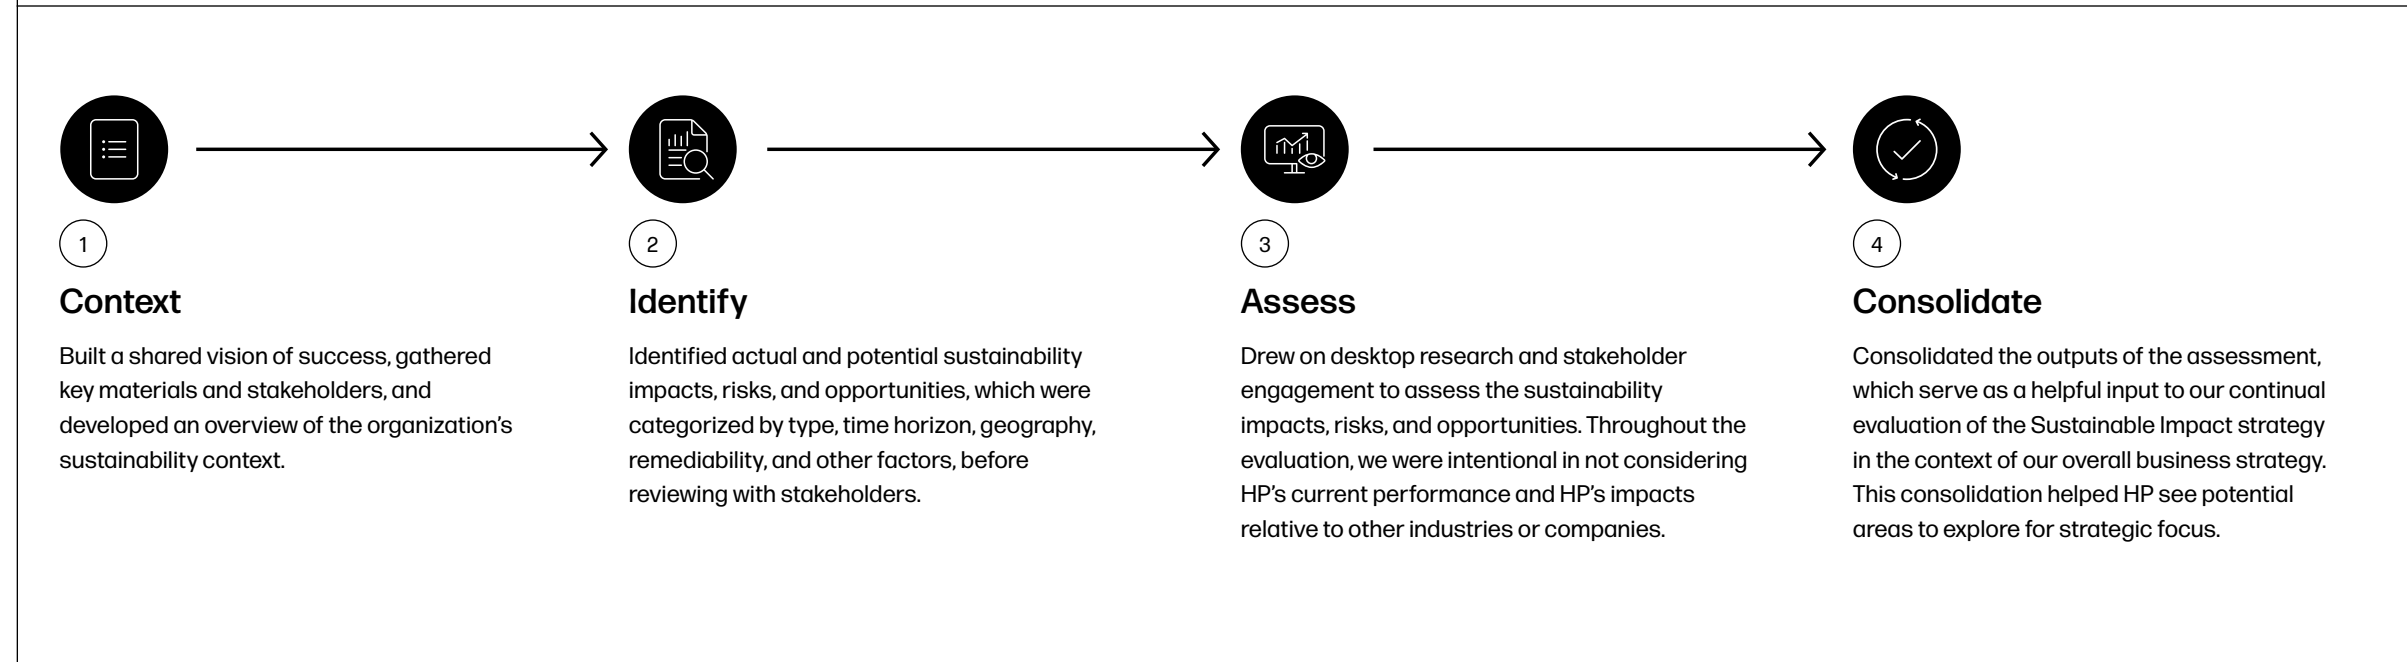 1
Context
Built a shared vision of success, gathered
key materials and stakeholders, and
developed an overview of the organization’s
sustainability context.
2
Identify
Identified actual and potential sustainability
impacts, risks, and opportunities, which were
categorized by type, time horizon, geography,
remediability, and other factors, before
reviewing with stakeholders.
3
Assess
Drew on desktop research and stakeholder
engagement to assess the sustainability
impacts, risks, and opportunities. Throughout the
evaluation, we were intentional in not considering
HP’s current performance and HP’s impacts
relative to other industries or companies.
4
Consolidate
Consolidated the outputs of the assessment,
which serve as a helpful input to our continual
evaluation of the Sustainable Impact strategy
in the context of our overall business strategy.
This consolidation helped HP see potential
areas to explore for strategic focus.